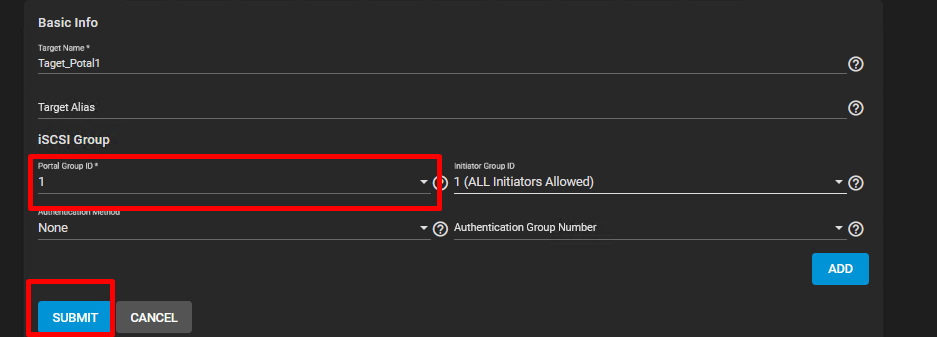 Basic Info
Target Name *
Taget_Potal1
Target Alias
iSCSI Group
Portal Group ID *
1
Initiator Group ID
1 (ALL Initiators Allowed)
Authentication Method
None
Authentication Group Number
ADD
SUBMIT
CANCEL